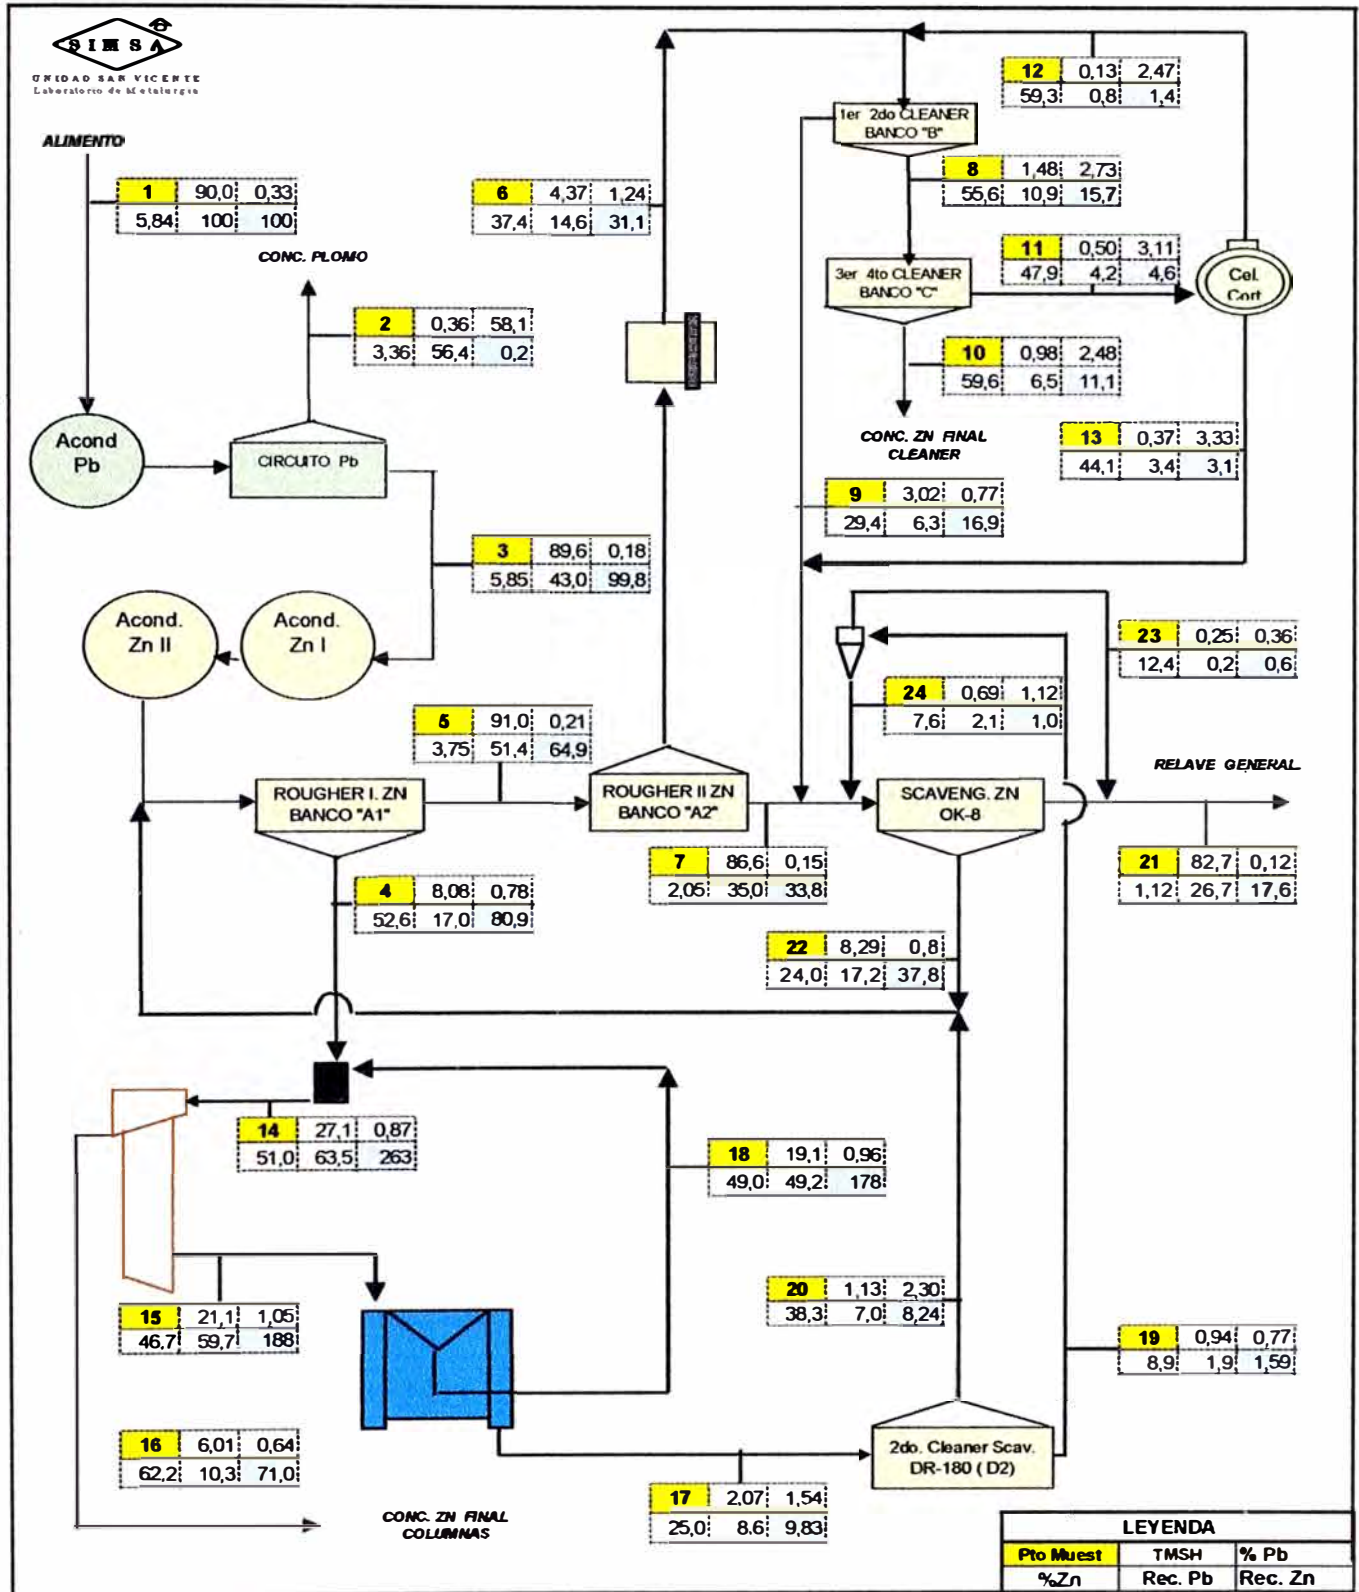 SIMSA
UNIDAD SAN VICENTE
Laboratorio de Metalurgia
ALIMENTO
1 90,0 0,33
5,84 100 100
CONC. PLOMO
2 0,36 58,1
3,36 56,4 0,2
Acond
Pb
CIRCUITO Pb
3 89,6 0,18
5,85 43,0 99,8
Acond.
Zn II
Acond.
Zn I
6 4,37 1,24
37,4 14,6 31,1
12 0,13 2,47
59,3 0,8 1,4
1er 2do CLEANER
BANCO "B"
8 1,48 2,73
55,6 10,9 15,7
11 0,50 3,11
47,9 4,2 4,6
3er 4to CLEANER
BANCO "C"
Cel.
Cort
10 0,98 2,48
59,6 6,5 11,1
CONC. ZN FINAL
CLEANER
13 0,37 3,33
44,1 3,4 3,1
9 3,02 0,77
29,4 6,3 16,9
23 0,25 0,36
12,4 0,2 0,6
24 0,69 1,12
7,6 2,1 1,0
5 91,0 0,21
3,75 51,4 64,9
RELAVE GENERAL
ROUGHER I. ZN
BANCO "A1"
ROUGHER II ZN
BANCO "A2"
SCAVENG. ZN
OK-8
7 86,6 0,15
2,05 35,0 33,8
21 82,7 0,12
1,12 26,7 17,6
4 8,08 0,78
52,6 17,0 80,9
22 8,29 0,8
24,0 17,2 37,8
14 27,1 0,87
51,0 63,5 263
18 19,1 0,96
49,0 49,2 178
15 21,1 1,05
46,7 59,7 188
20 1,13 2,30
38,3 7,0 8,24
19 0,94 0,77
8,9 1,9 1,59
16 6,01 0,64
62,2 10,3 71,0
2do. Cleaner Scav.
DR-180 ( D2)
17 2,07 1,54
25,0 8.6 9,83
CONC. ZN FINAL
COLUMNAS
LEYENDA
Pto Muest TMSH % Pb
%Zn Rec. Pb Rec. Zn